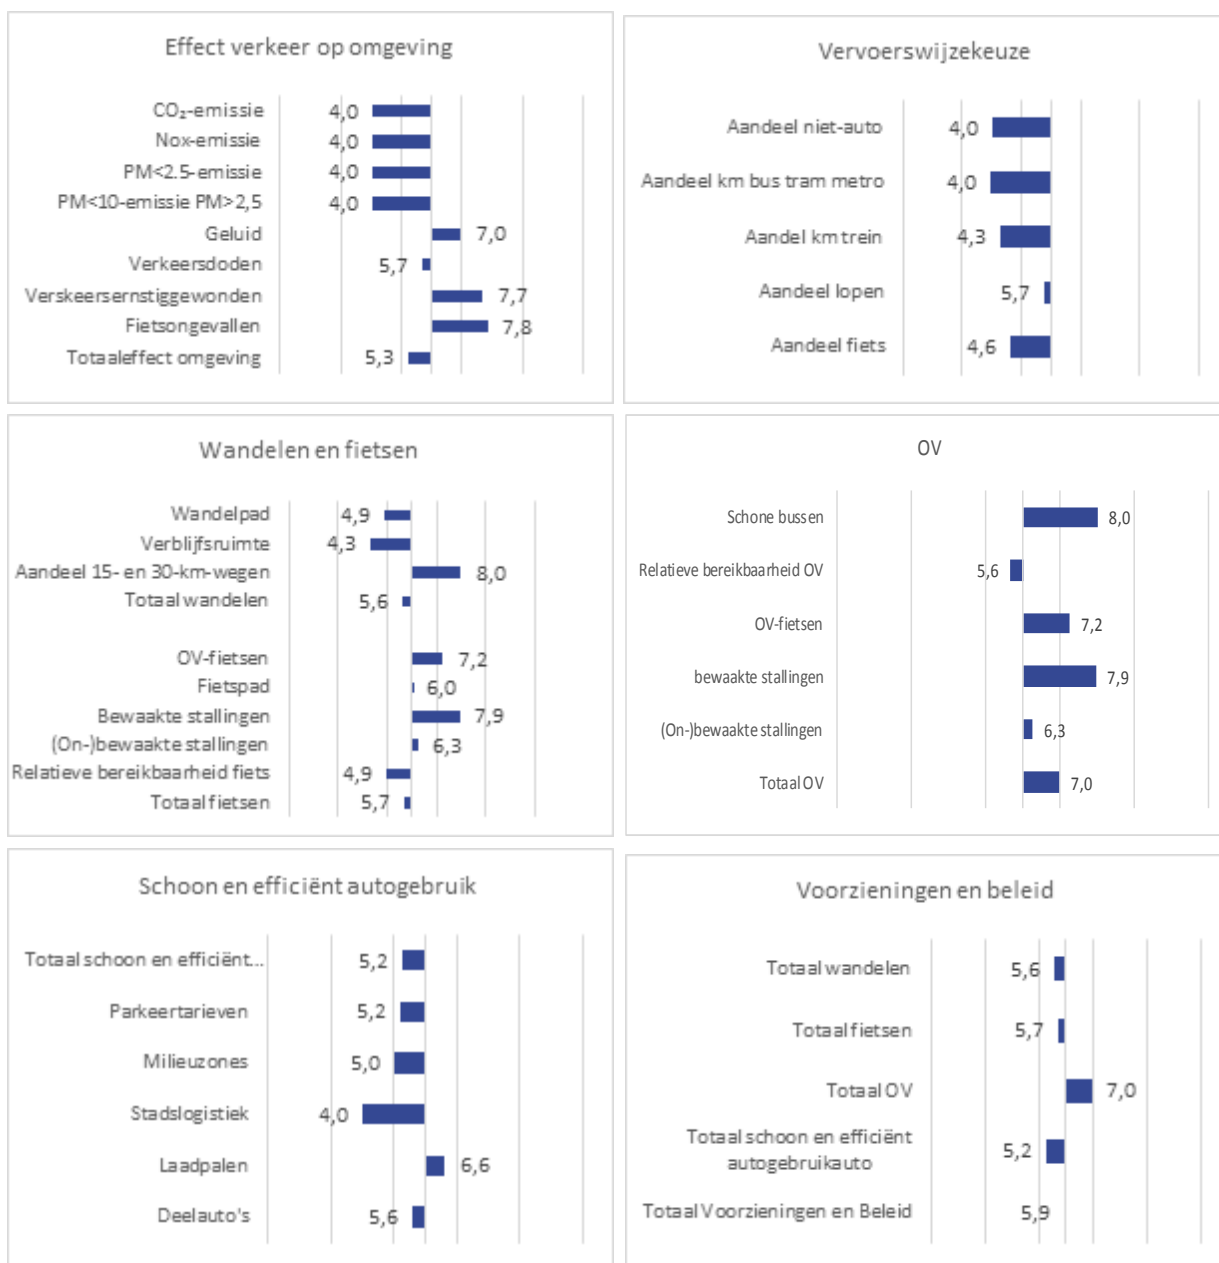 Effect verkeer op omgeving
CO₂-emissie 4,0
Nox-emissie 4,0
PM<2.5-emissie 4,0
PM<10-emissie PM>2,5 4,0
Geluid 7,0
Verkeersdoden 5,7
Verskeersernstiggewonden 7,7
Fietsongevallen 7,8
Totaaleffect omgeving 5,3
Vervoerswijzekeuze
Aandeel niet-auto 4,0
Aandeel km bus tram metro 4,0
Aandel km trein 4,3
Aandeel lopen 5,7
Aandeel fiets 4,6
Wandelen en fietsen
Wandelpad 4,9
Verblijfsruimte 4,3
Aandeel 15- en 30-km-wegen 8,0
Totaal wandelen 5,6
OV-fietsen 7,2
Fietspad 6,0
Bewaakte stallingen 7,9
(On-)bewaakte stallingen 6,3
Relatieve bereikbaarheid fiets 4,9
Totaal fietsen 5,7
OV
Schone bussen 8,0
Relatieve bereikbaarheid OV 5,6
OV-fietsen 7,2
bewaakte stallingen 7,9
(On-)bewaakte stallingen 6,3
Totaal OV 7,0
Schoon en efficiënt autogebruik
Totaal schoon en efficiënt... 5,2
Parkeertarieven 5,2
Milieuzones 5,0
Stadslogistiek 4,0
Laadpalen 6,6
Deelauto's 5,6
Voorzieningen en beleid
Totaal wandelen 5,6
Totaal fietsen 5,7
Totaal OV 7,0
Totaal schoon en efficiënt
autogebruikauto 5,2
Totaal Voorzieningen en Beleid 5,9